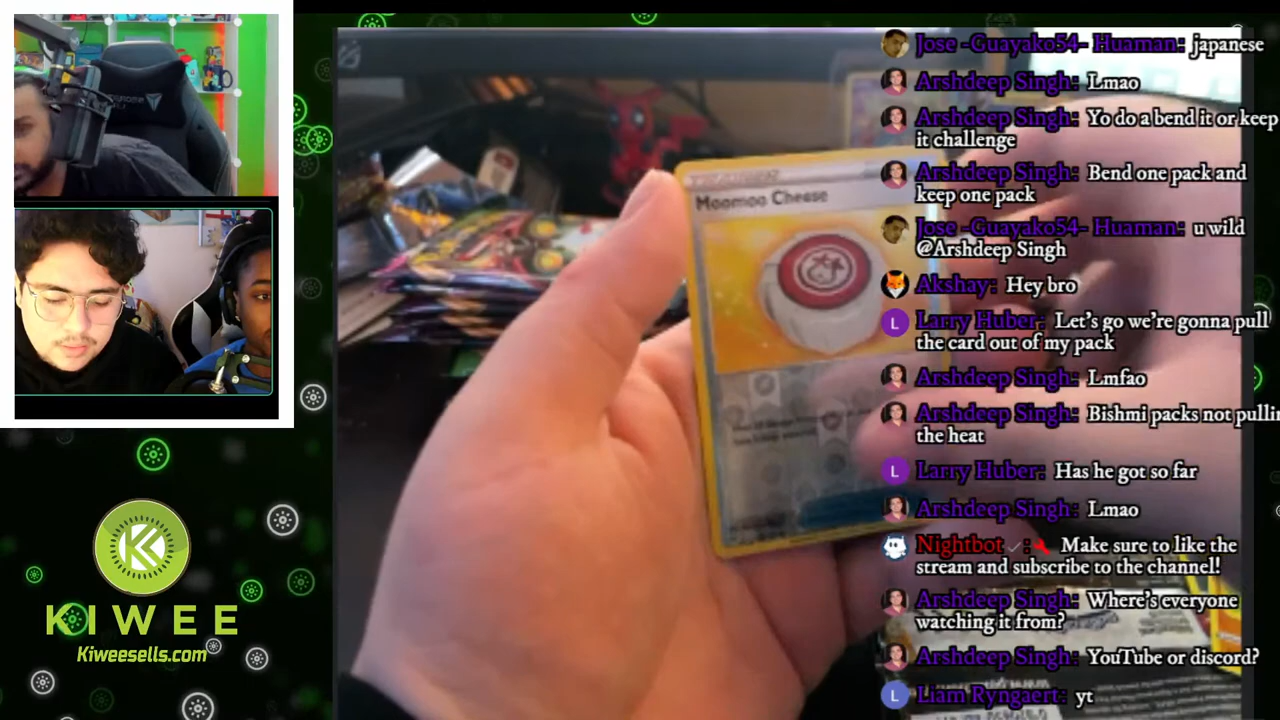 Jose -Guayako54- Huaman: japanese
Arshdeep Singh: Lmao
Arshdeep Singh: Yo do a bend it or keep
it challenge
Arshdeep Singh: Bend one pack and
keep one pack
Jose -Guayako54- Huaman: u wild
@Arshdeep Singh
Akshay: Hey bro
Larry Huber: Let's go we're gonna pull
the card out of my pack
Arshdeep Singh: Lmfao
Arshdeep Singh: Bishmi packs not pullin
the heat
Larry Huber: Has he got so far
Arshdeep Singh: Lmao
Nightbot: Make sure to like the
stream and subscribe to the channel!
Arshdeep Singh: Where's everyone
watching it from?
Arshdeep Singh: YouTube or discord?
Liam Ryngaert: yt
Moomoo Cheese
L
L
L
K
KIWEE
Kiweesells.com